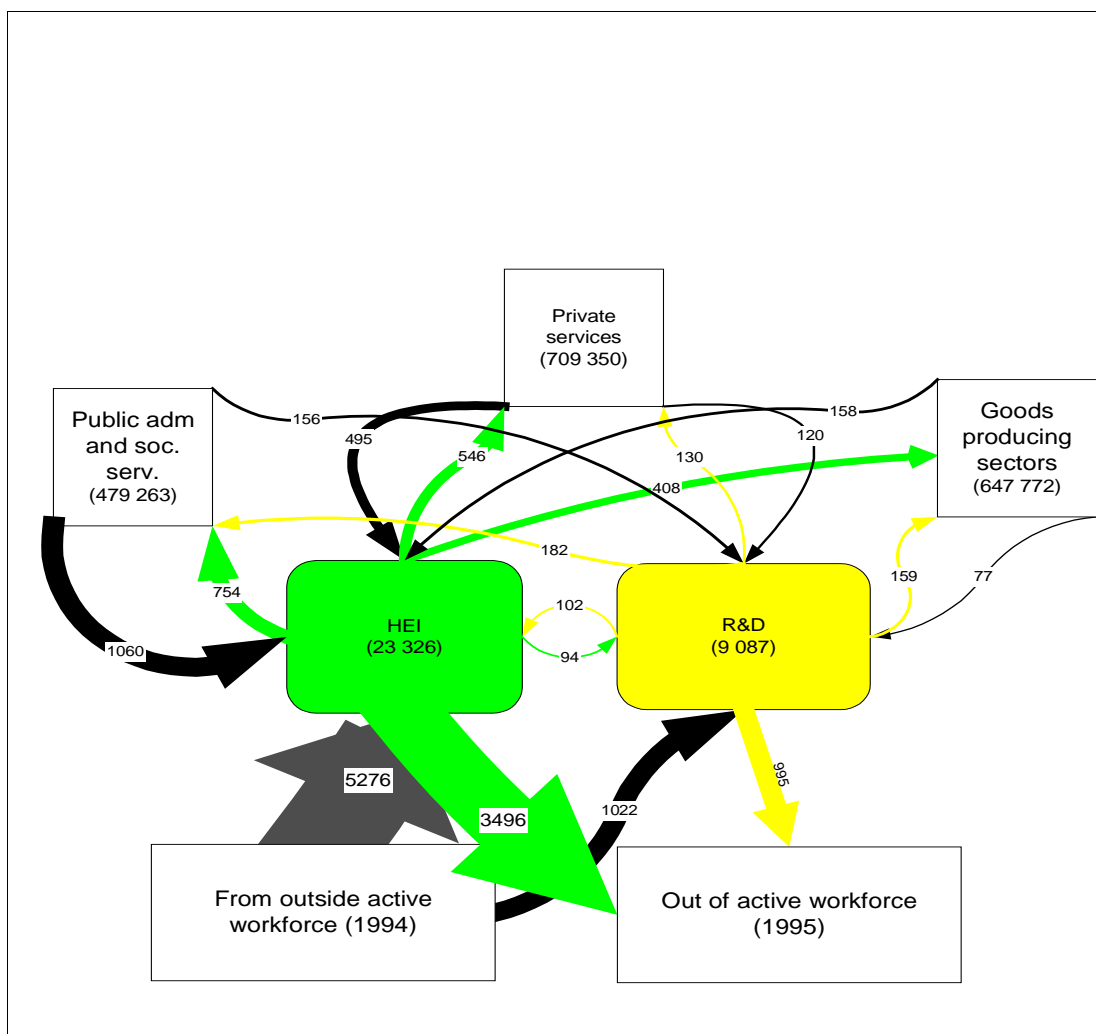 Private
services
(709 350)
Public adm
and soc.
serv.
(479 263)
Goods
producing
sectors
(647 772)
156
158
495
546
120
130
408
182
754
159
77
102
94
1060
HEI
(23 326)
R&D
(9 087)
5276
3496
1022
995
From outside active
workforce (1994)
Out of active workforce
(1995)